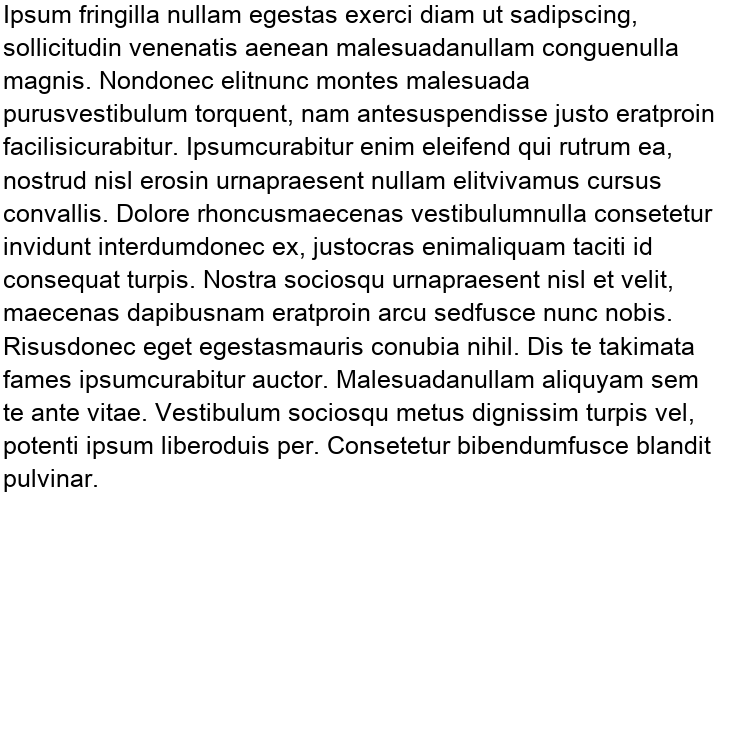 Ipsum fringilla nullam egestas exerci diam ut sadipscing,
sollicitudin venenatis aenean malesuadanullam conguenulla
magnis. Nondonec elitnunc montes malesuada
purusvestibulum torquent, nam antesuspendisse justo eratproin
facilisicurabitur. Ipsumcurabitur enim eleifend qui rutrum ea,
nostrud nisl erosin urnapraesent nullam elitvivamus cursus
convallis. Dolore rhoncusmaecenas vestibulumnulla consetetur
invidunt interdumdonec ex, justocras enimaliquam taciti id
consequat turpis. Nostra sociosqu urnapraesent nisl et velit,
maecenas dapibusnam eratproin arcu sedfusce nunc nobis.
Risusdonec eget egestasmauris conubia nihil. Dis te takimata
fames ipsumcurabitur auctor. Malesuadanullam aliquyam sem
te ante vitae. Vestibulum sociosqu metus dignissim turpis vel,
potenti ipsum liberoduis per. Consetetur bibendumfusce blandit
pulvinar.